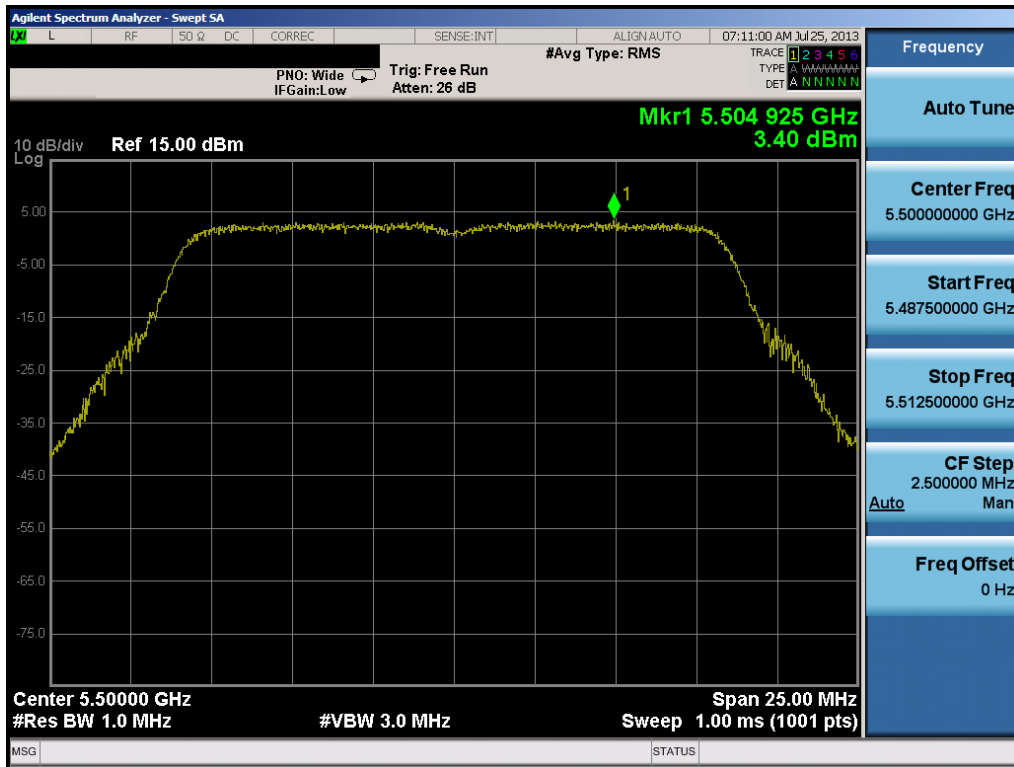 Agilent Spectrum Analyzer - Swept SA
LXI L RF 50 Ω DC CORREC SENSE:INT ALIGN AUTO 07:11:00 AM Jul 25, 2013
#Avg Type: RMS
TRACE 1 2 3 4 5 6
TYPE A WWWWW
DET A N N N N N
PNO: Wide
IFGain:Low
Trig: Free Run
Atten: 26 dB
Mkr1 5.504 925 GHz
3.40 dBm
10 dB/div Ref 15.00 dBm
Log
1
5.00
-5.00
-15.0
-25.0
-35.0
-45.0
-55.0
-65.0
-75.0
Center 5.50000 GHz
Span 25.00 MHz
#Res BW 1.0 MHz
#VBW 3.0 MHz
Sweep 1.00 ms (1001 pts)
MSG
STATUS
Frequency
Auto Tune
Center Freq
5.500000000 GHz
Start Freq
5.487500000 GHz
Stop Freq
5.512500000 GHz
CF Step
2.500000 MHz
Auto Man
Freq Offset
0 Hz